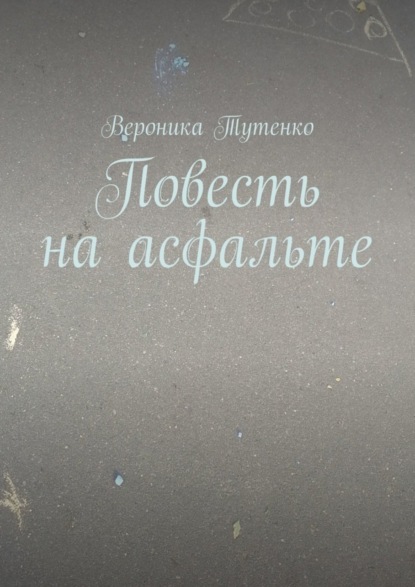 Вероника Тутенко
Повесть
на асфальте